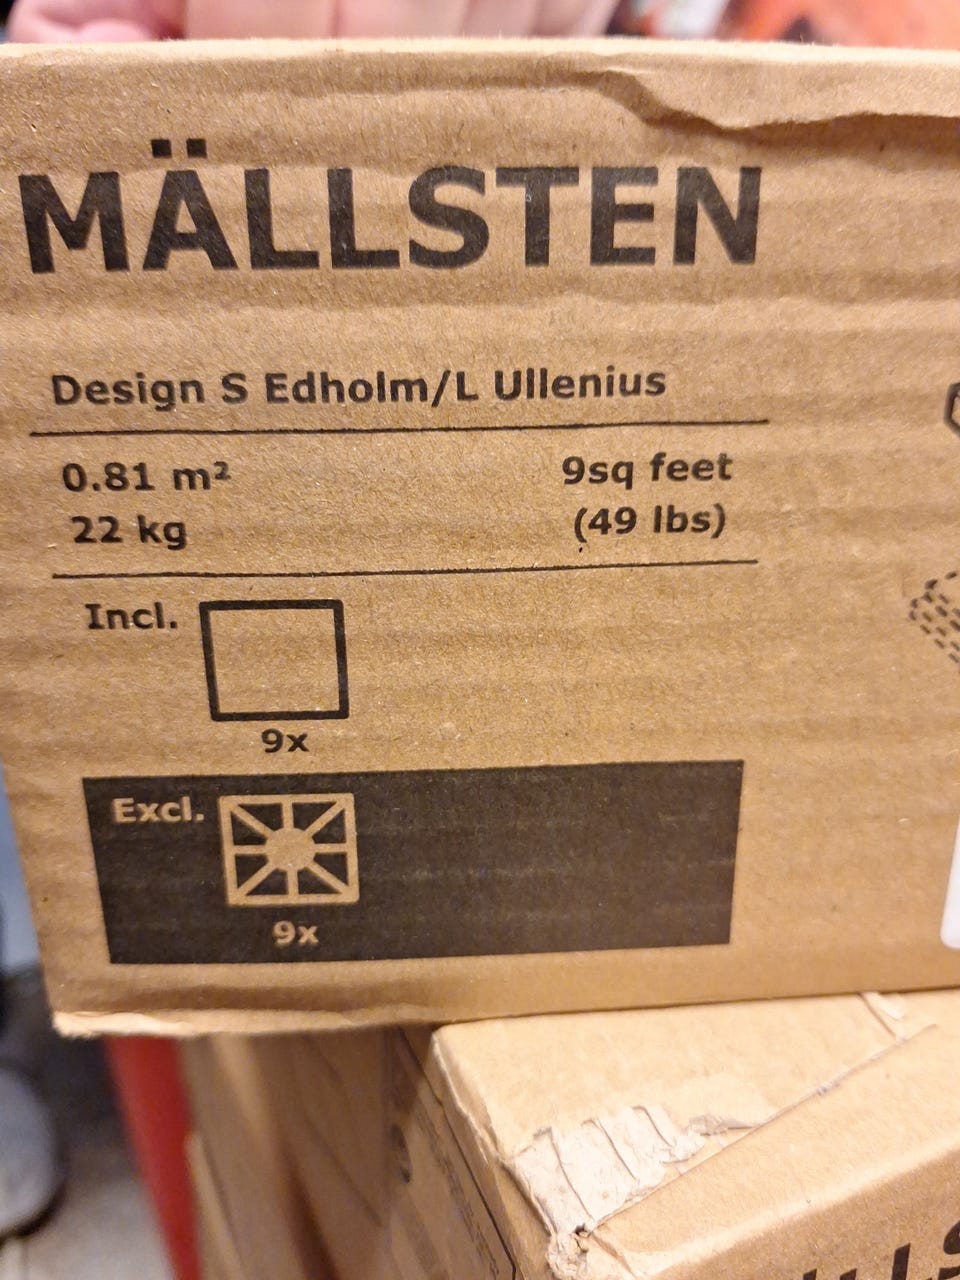 MÄLLSTEN
Design S Edholm/L Ullenius
0.81 m² 9sq feet
22 kg (49 lbs)
Incl.
9x
Excl.
9x